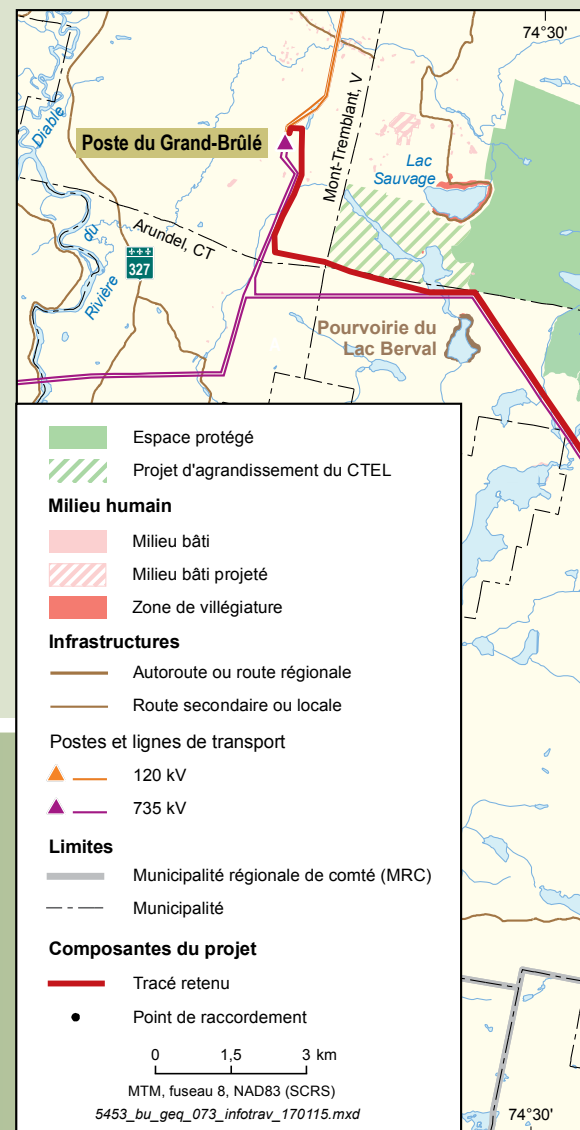 74°30'
Diable
du
Rivière
Poste du Grand-Brûlé
Mont-Tremblant, V
Lac
Sauvage
Arundel, CT
327
Pourvoirie du
Lac Berval
Espace protégé
Projet d'agrandissement du CTEL
Milieu humain
Milieu bâti
Milieu bâti projeté
Zone de villégiature
Infrastructures
Autoroute ou route régionale
Route secondaire ou locale
Postes et lignes de transport
120 kV
735 kV
Limites
Municipalité régionale de comté (MRC)
Municipalité
Composantes du projet
Tracé retenu
Point de raccordement
0 1,5 3 km
MTM, fuseau 8, NAD83 (SCRS)
5453_bu_geq_073_infotrav_170115.mxd
74°30'